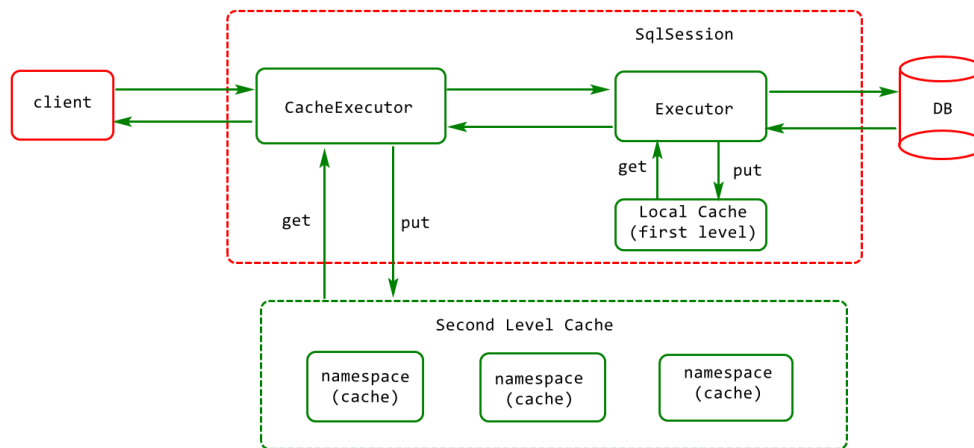 SqlSession
client
CacheExecutor
Executor
DB
get
put
get
put
Local Cache
(first level)
Second Level Cache
namespace
(cache)
namespace
(cache)
namespace
(cache)